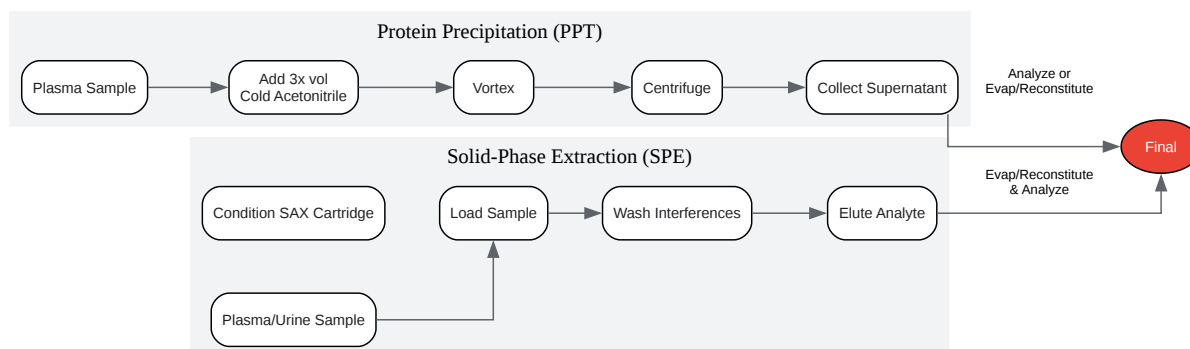 Protein Precipitation (PPT)
Plasma Sample
Add 3x vol
Cold Acetonitrile
Vortex
Centrifuge
Collect Supernatant
Analyze or
Evap/Reconstitute
Final
Solid-Phase Extraction (SPE)
Evap/Reconstitute
& Analyze
Condition SAX Cartridge
Load Sample
Wash Interferences
Elute Analyte
Plasma/Urine Sample